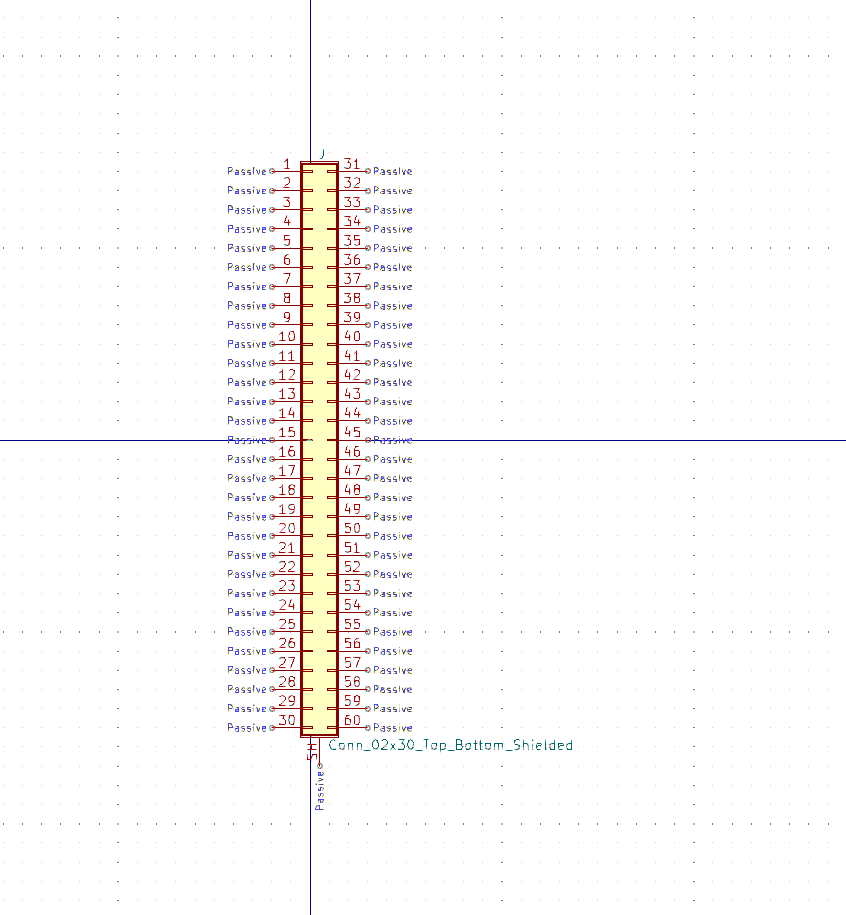 J
Passive 1 31 Passive
Passive 2 32 Passive
Passive 3 33 Passive
Passive 4 34 Passive
Passive 5 35 Passive
Passive 6 36 Passive
Passive 7 37 Passive
Passive 8 38 Passive
Passive 9 39 Passive
Passive 10 40 Passive
Passive 11 41 Passive
Passive 12 42 Passive
Passive 13 43 Passive
Passive 14 44 Passive
Passive 15 45 Passive
Passive 16 46 Passive
Passive 17 47 Passive
Passive 18 48 Passive
Passive 19 49 Passive
Passive 20 50 Passive
Passive 21 51 Passive
Passive 22 52 Passive
Passive 23 53 Passive
Passive 24 54 Passive
Passive 25 55 Passive
Passive 26 56 Passive
Passive 27 57 Passive
Passive 28 58 Passive
Passive 29 59 Passive
Passive 30 60 Passive
Conn_02x30_Top_Bottom_Shielded
SH
Passive